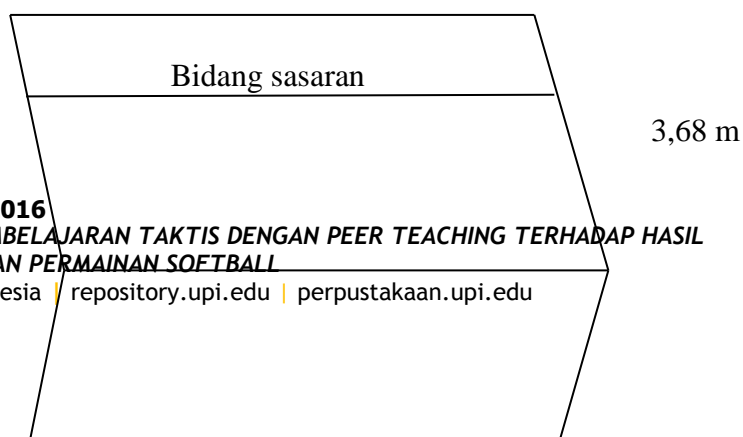 Bidang sasaran
3,68 m
016
BELAJARAN TAKTIS DENGAN PEER TEACHING TERHADAP HASIL
AN PERMAINAN SOFTBALL
esia | repository.upi.edu | perpustakaan.upi.edu